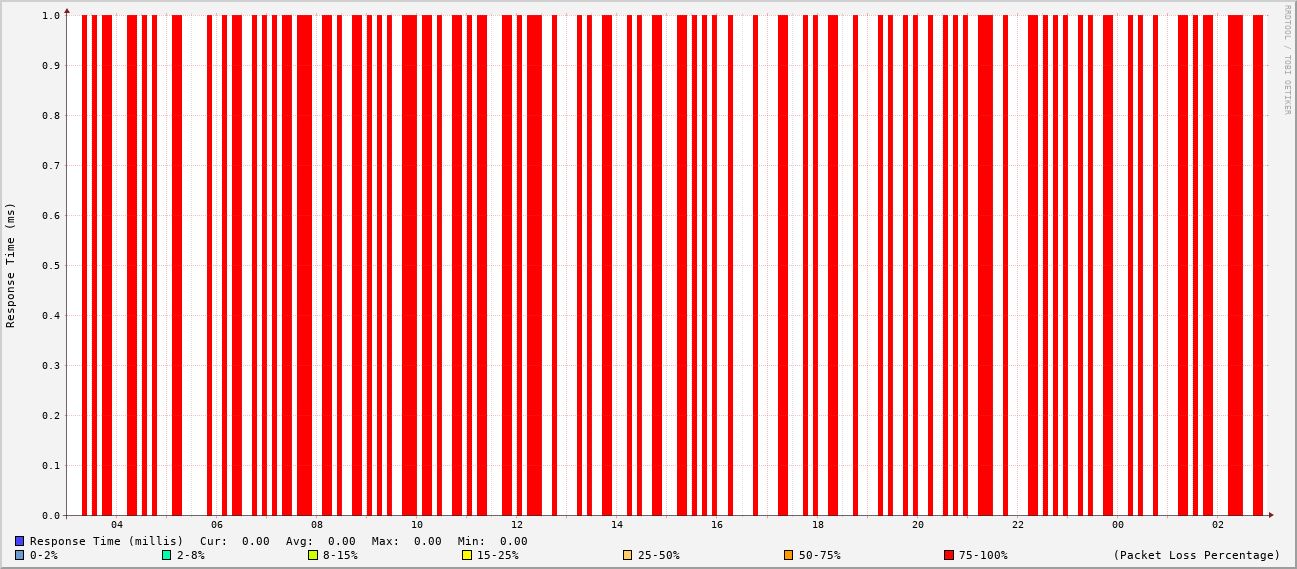 RRDTOOL / TOBI OETIKER
Response Time (ms)
1.0
0.9
0.8
0.7
0.6
0.5
0.4
0.3
0.2
0.1
0.0
04 06 08 10 12 14 16 18 20 22 00 02
Response Time (millis) Cur: 0.00 Avg: 0.00 Max: 0.00 Min: 0.00
0-2% 2-8% 8-15% 15-25% 25-50% 50-75% 75-100% (Packet Loss Percentage)